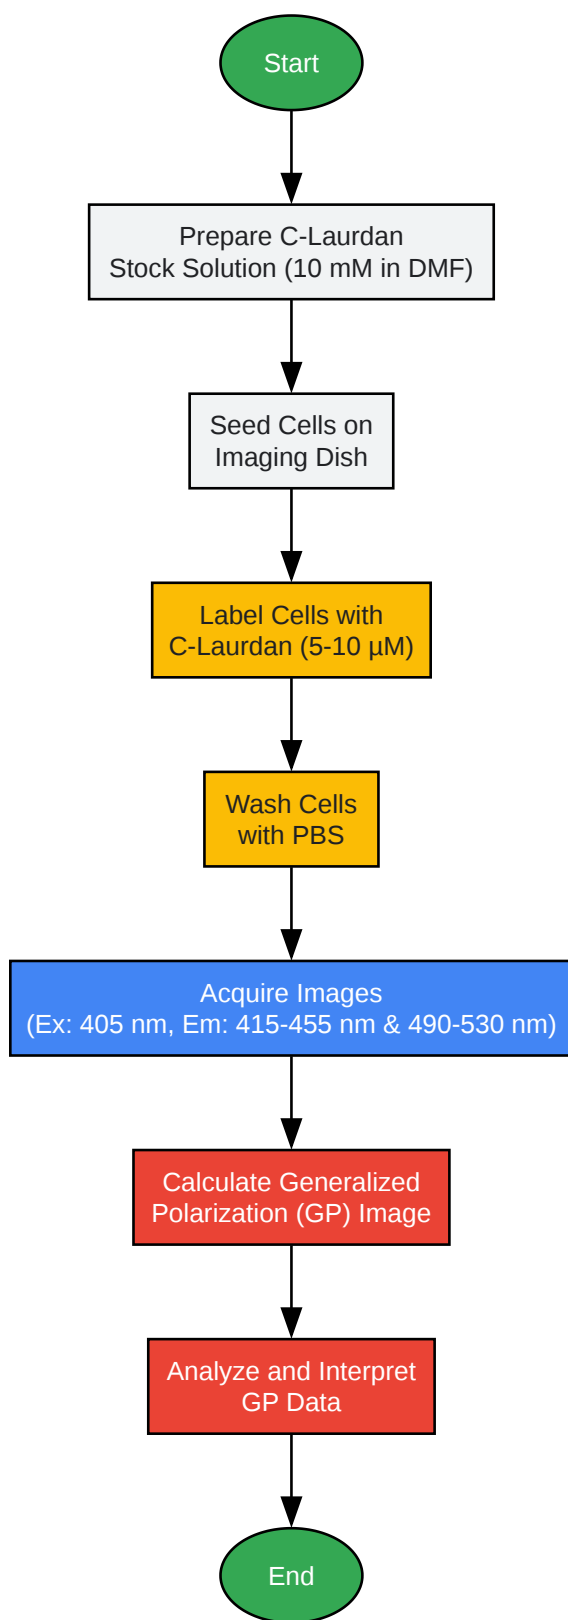 Start
Prepare C-Laurdan
Stock Solution (10 mM in DMF)
Seed Cells on
Imaging Dish
Label Cells with
C-Laurdan (5-10 µM)
Wash Cells
with PBS
Acquire Images
(Ex: 405 nm, Em: 415-455 nm & 490-530 nm)
Calculate Generalized
Polarization (GP) Image
Analyze and Interpret
GP Data
End